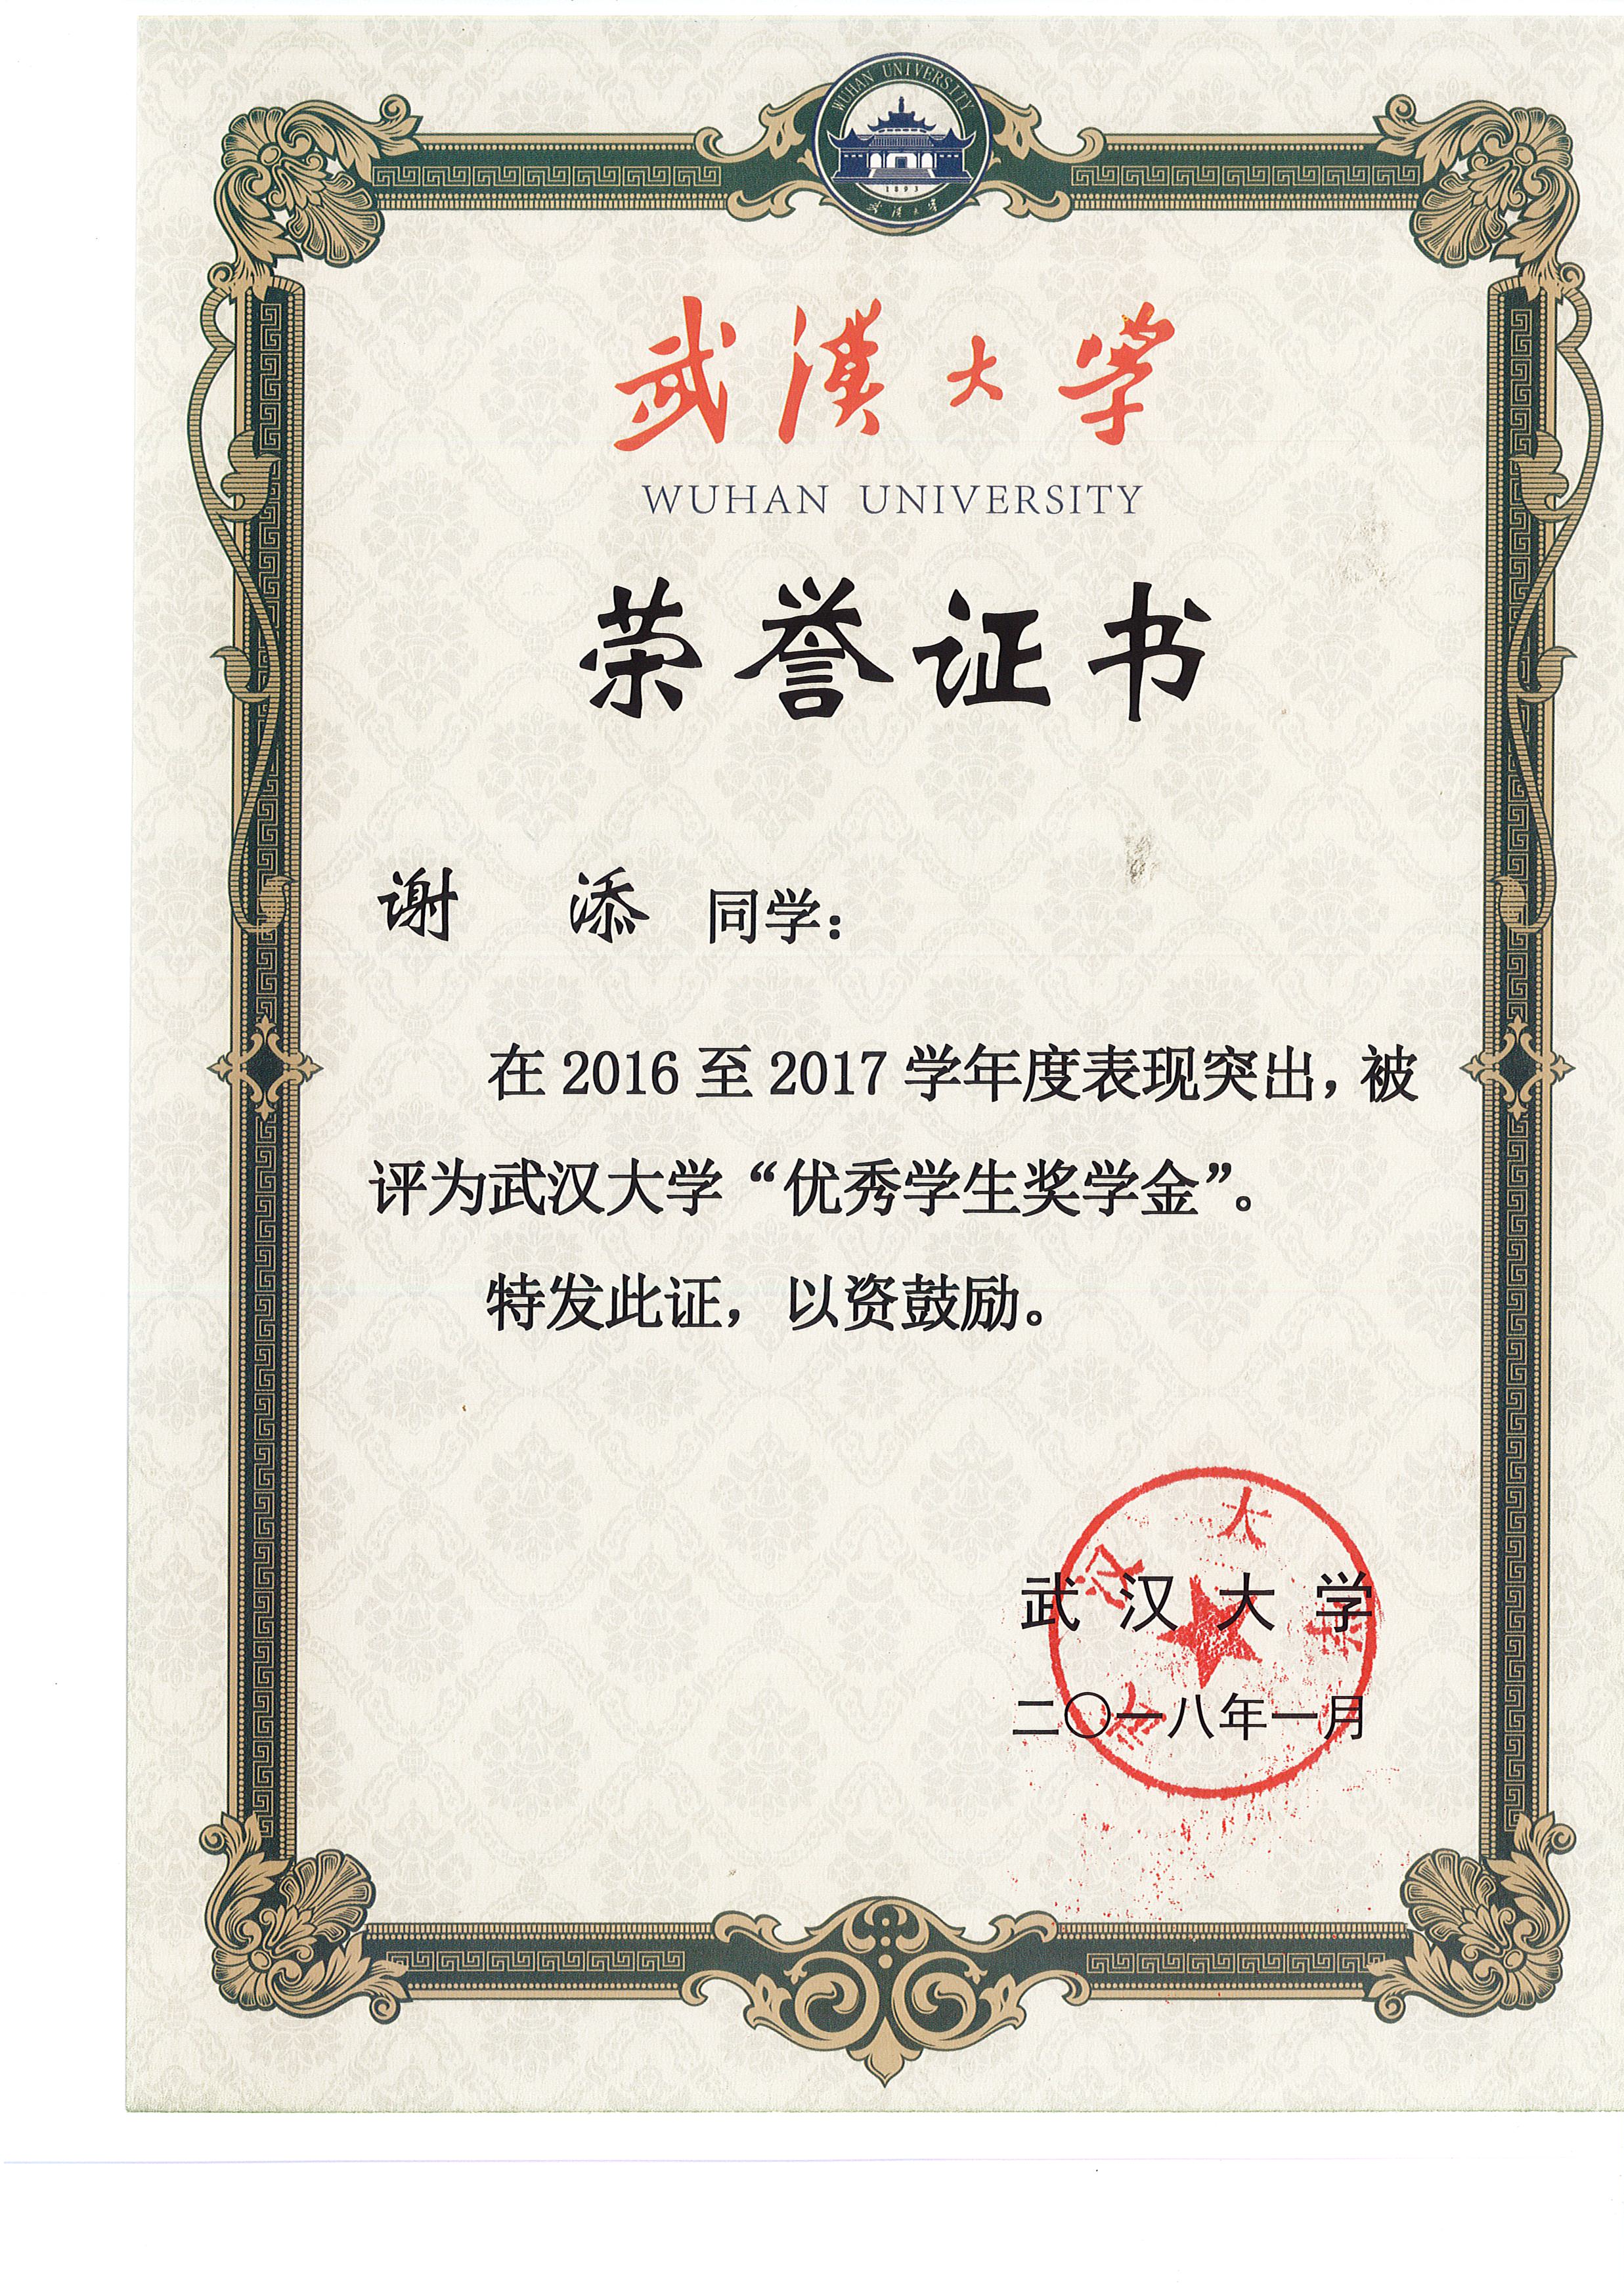 WUHAN UNIVERSITY
1893
武漢大学
武漢大学
WUHAN UNIVERSITY
荣誉证书
谢 添 同学：
在 2016 至 2017 学年度表现突出，被
评为武汉大学“优秀学生奖学金”。
特发此证，以资鼓励。
武汉大学
武汉大学
二〇一八年一月